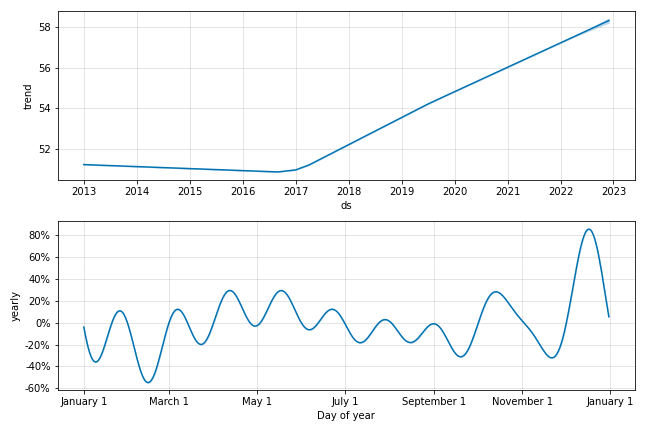 58
56
54
52
trend
2013 2014 2015 2016 2017 2018 2019 2020 2021 2022 2023
ds
80%
60%
40%
20%
0%
-20%
-40%
-60%
yearly
January 1 March 1 May 1 July 1 September 1 November 1 January 1
Day of year